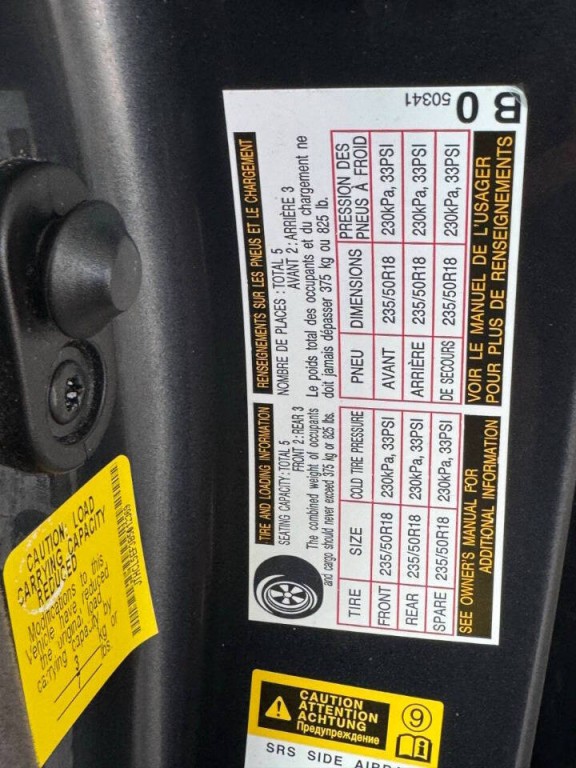 TIRE AND LOADING INFORMATION
SEATING CAPACITY:TOTAL 5
FRONT 2:REAR 3
The combined weight of occupants
and cargo should never exceed 375 kg or 825 lb.
TIRE SIZE COLD TIRE PRESSURE
FRONT 235/50R18 230kPa, 33PSI
REAR 235/50R18 230kPa, 33PSI
SPARE 235/50R18 230kPa, 33PSI
SEE OWNER'S MANUAL FOR
ADDITIONAL INFORMATION
RENSEIGNEMENTS SUR LES PNEUS ET LE CHARGEMENT
NOMBRE DE PLACES :TOTAL 5
AVANT 2:ARRIÈRE 3
Le poids total des occupants et du chargement ne
doit jamais dépasser 375 kg ou 825 lb.
PNEU DIMENSIONS PRESSION DES
PNEUS À FROID
AVANT 235/50R18 230kPa, 33PSI
ARRIÈRE 235/50R18 230kPa, 33PSI
DE SECOURS 235/50R18 230kPa, 33PSI
VOIR LE MANUEL DE L'USAGER
POUR PLUS DE RENSEIGNEMENTS
50341
B0
CAUTION: LOAD
CARRYING CAPACITY
REDUCED
Modifications to this
vehicle have reduced
the original load
carrying capacity by
3 kg or
7 lbs
CAUTION
ATTENTION
ACHTUNG
Предупреждение
9
SRS SIDE AIRBA